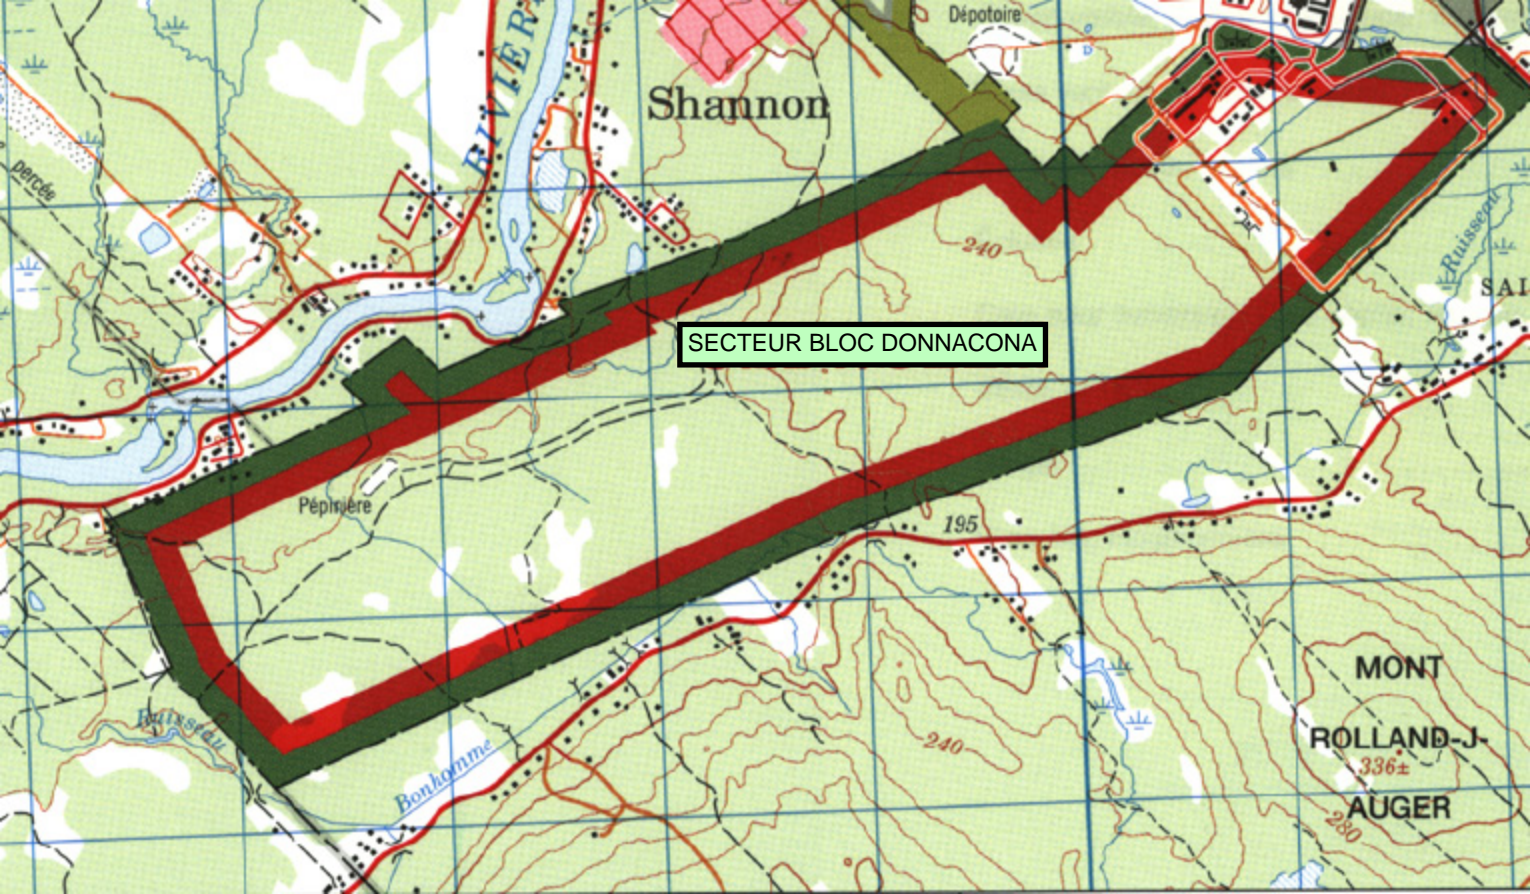 Dépotoire
RIVIÈRE
Shannon
percée
Ruisseau
240
SAI
SECTEUR BLOC DONNACONA
Pépinière
195
MONT
Ruisseau
ROLLAND-J-
240
336±
Bonhomme
AUGER
280